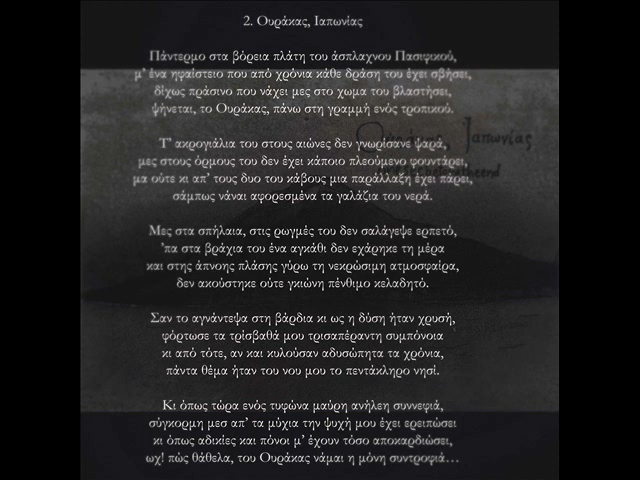 2. Ουράκας, Ιαπωνίας
Πάντερμο στα βόρεια πλάτη του άσπλαχνου Πασιφικού,
μ’ ένα ηφαίστειο που από χρόνια κάθε δράση του έχει σβήσει,
δίχως πράσινο που νάχει μες στο χωμα του βλαστήσει,
ψήνεται, το Ουράκας, πάνω στη γραμμή ενός τροπικού.
Τ’ ακρογιάλια του στους αιώνες δεν γνωρίσανε ψαρά,
μες στους όρμους του δεν έχει κάποιο πλεούμενο φουντάρει,
μα ούτε κι απ’ τους δυο του κάβους μια παράλλαξη έχει πάρει,
σάμπως νάναι αφορεσμένα τα γαλάζια του νερά.
Μες στα σπήλαια, στις ρωγμές του δεν σαλάγεψε ερπετό,
’πα στα βράχια του ένα αγκάθι δεν εχάρηκε τη μέρα
και στης άπνοης πλάσης γύρω τη νεκρώσιμη ατμοσφαίρα,
δεν ακούστηκε ούτε γκιώνη πένθιμο κελαδητό.
Σαν το αγνάντεψα στη βάρδια κι ως η δύση ήταν χρυσή,
φόρτωσε τα τρίσβαθά μου τρισαπέραντη συμπόνια
κι από τότε, αν και κυλούσαν αδυσώπητα τα χρόνια,
πάντα θέμα ήταν του νου μου το πεντάκληρο νησί.
Κι όπως τώρα ενός τυφώνα μαύρη ανήλεη συννεφιά,
σύγκορμη μεσ απ’ τα μύχια την ψυχή μου έχει ερειπώσει
κι όπως αδικίες και πόνοι μ’ έχουν τόσο αποκαρδιώσει,
ωχ! πώς θάθελα, του Ουράκας νάμαι η μόνη συντροφιά…
Ουράκας, Ιαπωνίας